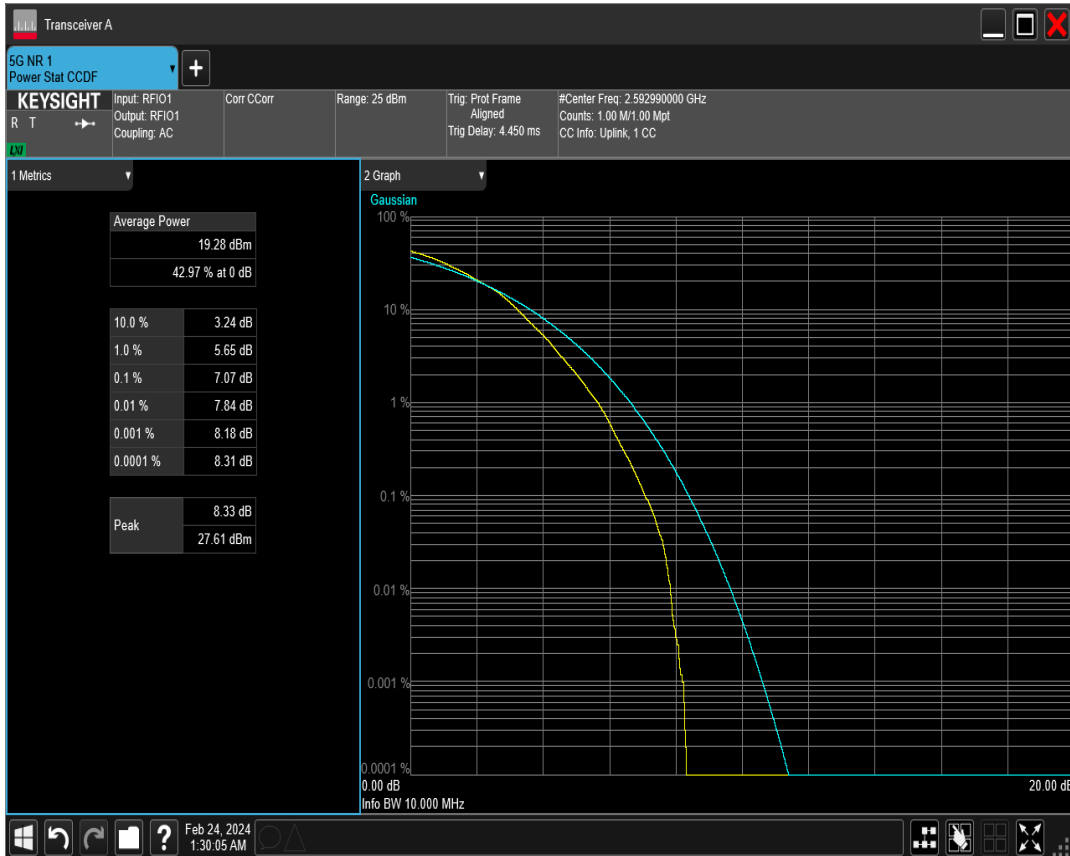 Transceiver A
5G NR 1
Power Stat CCDF
KEYSIGHT
R T
LXI
Input: RFIO1
Output: RFIO1
Coupling: AC
Corr CCorr
Range: 25 dBm
Trig: Prot Frame
Aligned
Trig Delay: 4.450 ms
#Center Freq: 2.592990000 GHz
Counts: 1.00 M/1.00 Mpt
CC Info: Uplink, 1 CC
1 Metrics
Average Power
19.28 dBm
42.97 % at 0 dB
10.0 % 3.24 dB
1.0 % 5.65 dB
0.1 % 7.07 dB
0.01 % 7.84 dB
0.001 % 8.18 dB
0.0001 % 8.31 dB
Peak
8.33 dB
27.61 dBm
2 Graph
Gaussian
100 %
10 %
1 %
0.1 %
0.01 %
0.001 %
0.0001 %
0.00 dB 20.00 dB
Info BW 10.000 MHz
?
Feb 24, 2024
1:30:05 AM